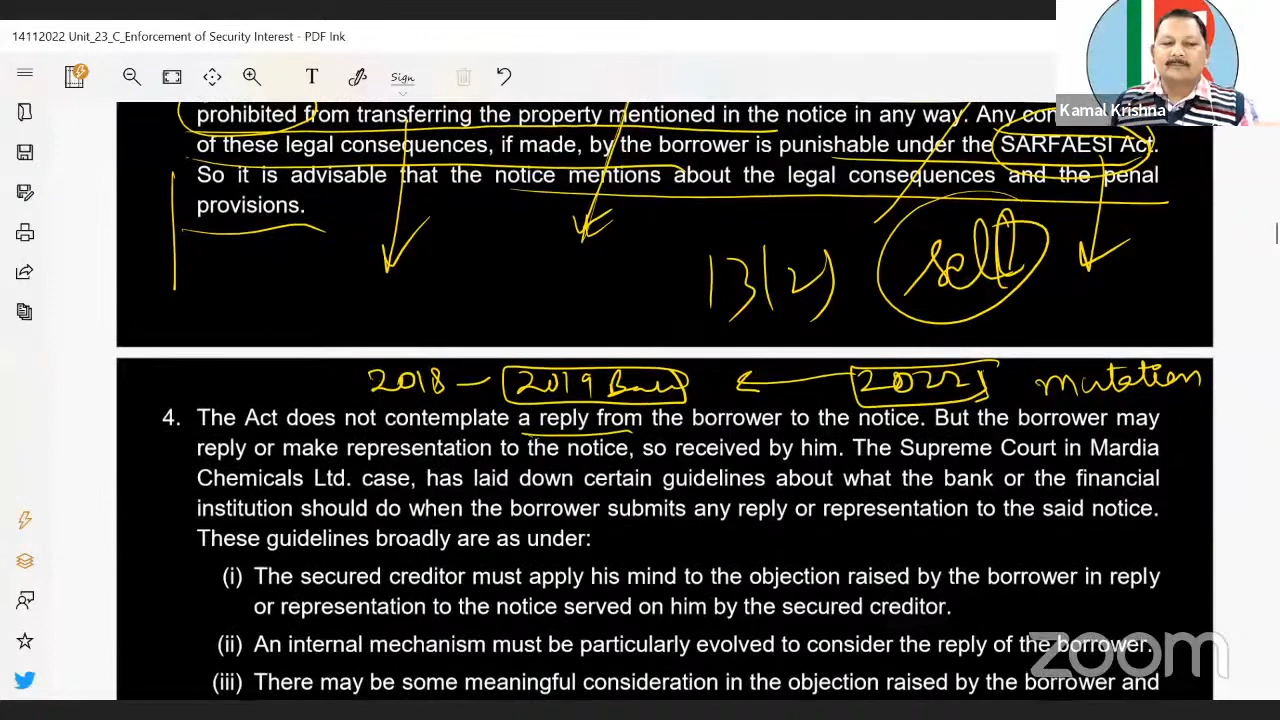 14112022 Unit_23_C_Enforcement of Security Interest - PDF Ink
Kamal Krishna
T
Sign
prohibited from transferring the property mentioned in the notice in any way. Any
of these legal consequences, if made, by the borrower is punishable under the SARFAESI Act.
So it is advisable that the notice mentions about the legal consequences and the penal
provisions.
13(2)
2018 - 2019 2022 mutation
4. The Act does not contemplate a reply from the borrower to the notice. But the borrower may
reply or make representation to the notice, so received by him. The Supreme Court in Mardia
Chemicals Ltd. case, has laid down certain guidelines about what the bank or the financial
institution should do when the borrower submits any reply or representation to the said notice.
These guidelines broadly are as under:
(i) The secured creditor must apply his mind to the objection raised by the borrower in reply
or representation to the notice served on him by the secured creditor.
(ii) An internal mechanism must be particularly evolved to consider the reply of the borrower.
(iii) There may be some meaningful consideration in the objection raised by the borrower and
zoom